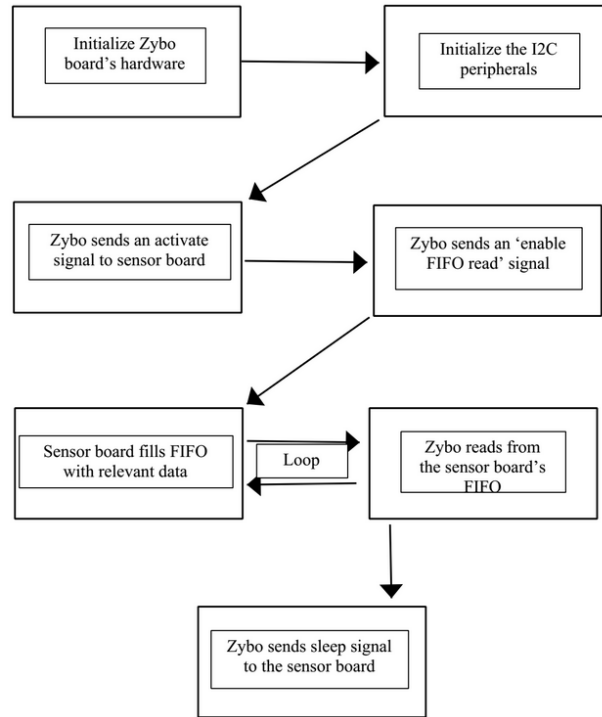 Initialize Zybo
board's hardware
Initialize the I2C
peripherals
Zybo sends an activate
signal to sensor board
Zybo sends an ‘enable
FIFO read’ signal
Sensor board fills FIFO
with relevant data
Loop
Zybo reads from
the sensor board's
FIFO
Zybo sends sleep signal
to the sensor board